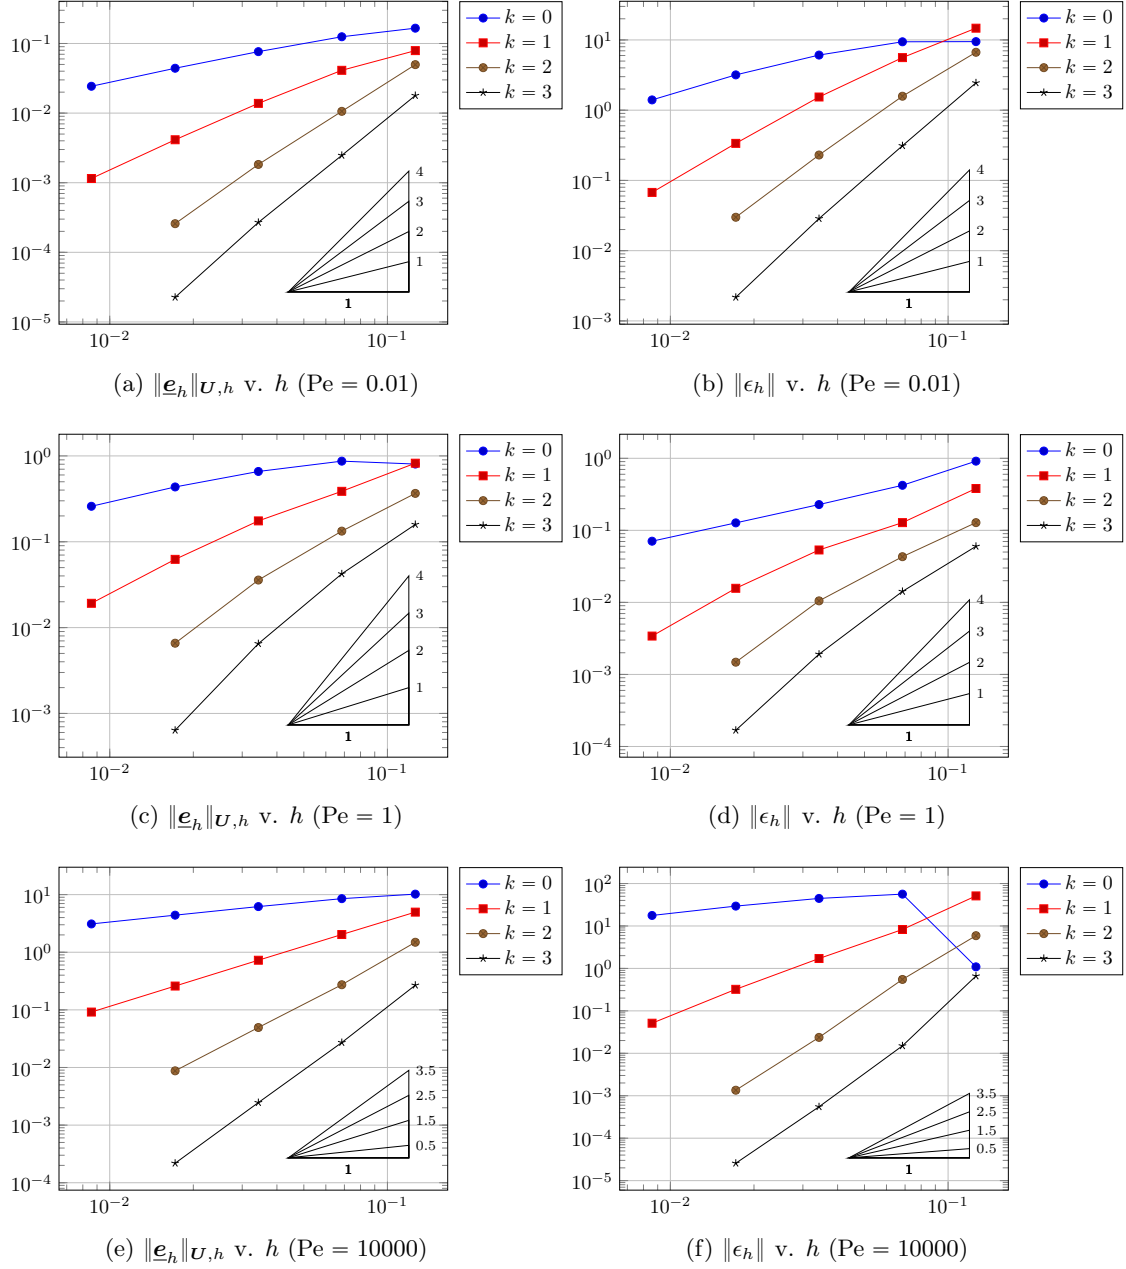 10^{-1}
10^{-2}
10^{-3}
10^{-4}
10^{-5}
10^{-2} 10^{-1}
4
3
2
1
1
k = 0
k = 1
k = 2
k = 3
(a) ‖e_h‖_{U,h} v. h (Pe = 0.01)
10^{1}
10^{0}
10^{-1}
10^{-2}
10^{-3}
10^{-2} 10^{-1}
4
3
2
1
1
k = 0
k = 1
k = 2
k = 3
(b) ‖ϵ_h‖ v. h (Pe = 0.01)
10^{0}
10^{-1}
10^{-2}
10^{-3}
10^{-2} 10^{-1}
4
3
2
1
1
k = 0
k = 1
k = 2
k = 3
(c) ‖e_h‖_{U,h} v. h (Pe = 1)
10^{0}
10^{-1}
10^{-2}
10^{-3}
10^{-4}
10^{-2} 10^{-1}
4
3
2
1
1
k = 0
k = 1
k = 2
k = 3
(d) ‖ϵ_h‖ v. h (Pe = 1)
10^{1}
10^{0}
10^{-1}
10^{-2}
10^{-3}
10^{-4}
10^{-2} 10^{-1}
3.5
2.5
1.5
0.5
1
k = 0
k = 1
k = 2
k = 3
(e) ‖e_h‖_{U,h} v. h (Pe = 10000)
10^{2}
10^{1}
10^{0}
10^{-1}
10^{-2}
10^{-3}
10^{-4}
10^{-5}
10^{-2} 10^{-1}
3.5
2.5
1.5
0.5
1
k = 0
k = 1
k = 2
k = 3
(f) ‖ϵ_h‖ v. h (Pe = 10000)